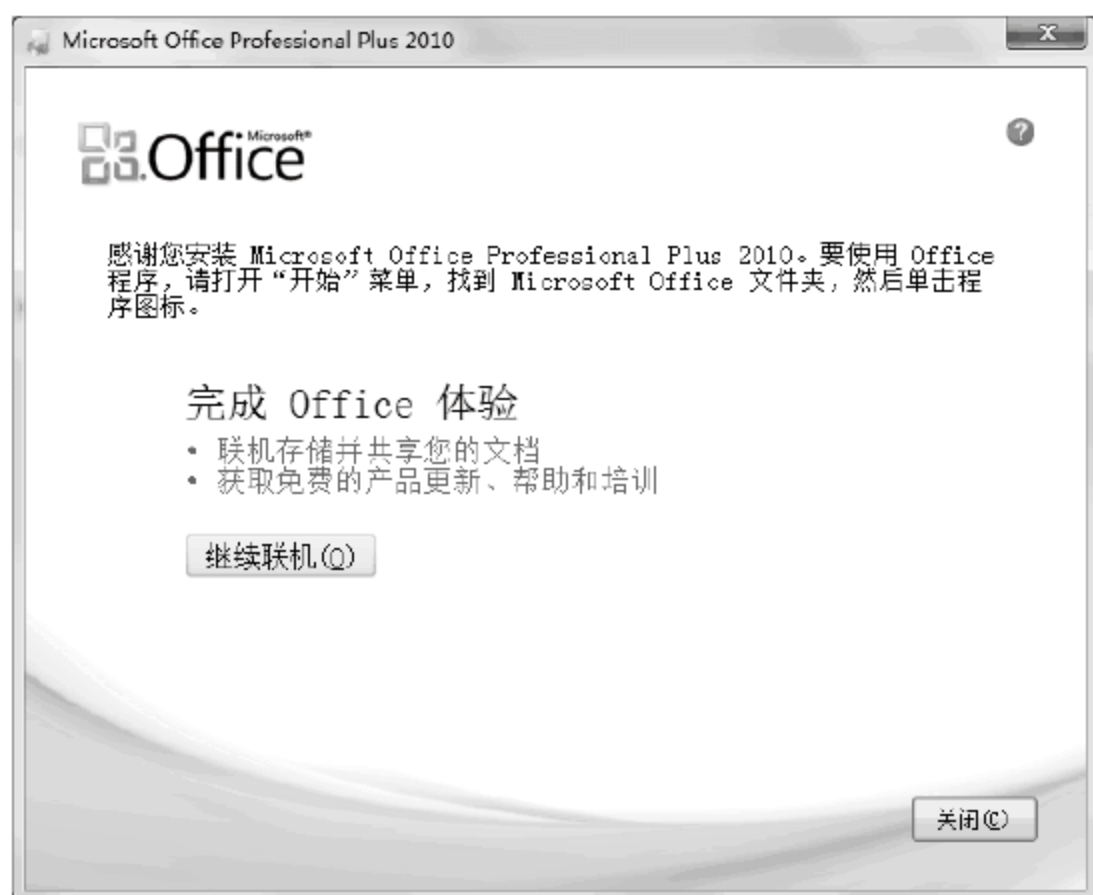 Microsoft Office Professional Plus 2010
Microsoft®
Office
感谢您安装 Microsoft Office Professional Plus 2010。要使用 Office
程序，请打开“开始”菜单，找到 Microsoft Office 文件夹，然后单击程
序图标。
完成 Office 体验
• 联机存储并共享您的文档
• 获取免费的产品更新、帮助和培训
继续联机(O)
关闭(C)